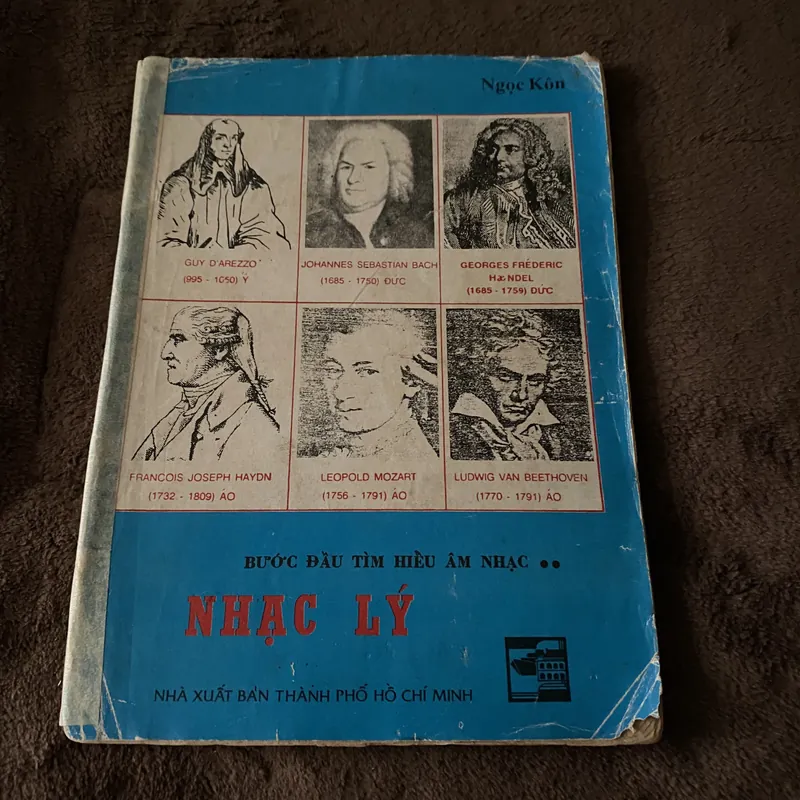 Ngọc Kôn
GUY D'AREZZO
(995 - 1050) Ý
JOHANNES SEBASTIAN BACH
(1685 - 1750) ĐỨC
GEORGES FRÉDERIC
HÆNDEL
(1685 - 1759) ĐỨC
FRANCOIS JOSEPH HAYDN
(1732 - 1809) ÁO
LEOPOLD MOZART
(1756 - 1791) ÁO
LUDWIG VAN BEETHOVEN
(1770 - 1791) ÁO
BƯỚC ĐẦU TÌM HIỀU ÂM NHẠC ●●
NHẠC LÝ
NHÀ XUẤT BẢN THÀNH PHỐ HỒ CHÍ MINH